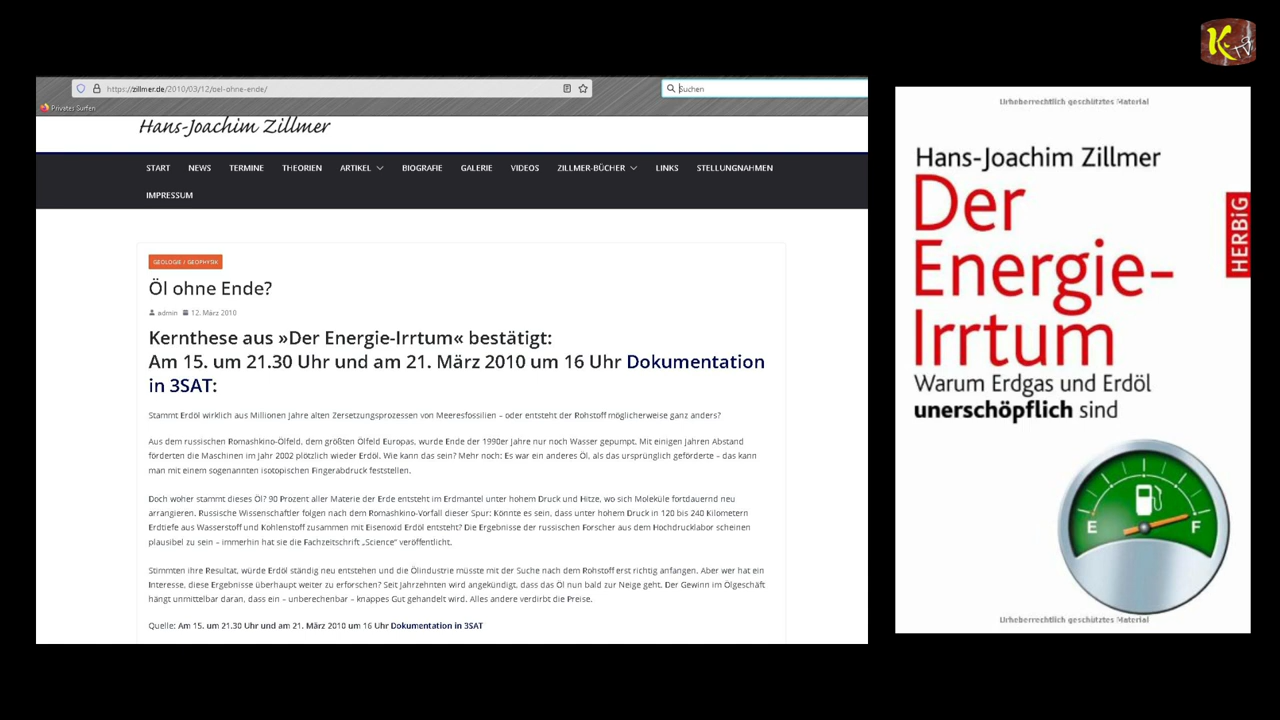 https://zillmer.de/2010/03/12/oel-ohne-ende/
Suchen
Privates Surfen
Hans-Joachim Zillmer
START NEWS TERMINE THEORIEN ARTIKEL BIOGRAFIE GALERIE VIDEOS ZILLMER-BÜCHER LINKS STELLUNGNAHMEN
IMPRESSUM
GEOLOGIE / GEOPHYSIK
Öl ohne Ende?
admin 12. März 2010
Kernthese aus »Der Energie-Irrtum« bestätigt:
Am 15. um 21.30 Uhr und am 21. März 2010 um 16 Uhr Dokumentation
in 3SAT:
Stammt Erdöl wirklich aus Millionen Jahre alten Zersetzungsprozessen von Meeresfossilien – oder entsteht der Rohstoff möglicherweise ganz anders?
Aus dem russischen Romashkino-Ölfeld, dem größten Ölfeld Europas, wurde Ende der 1990er Jahre nur noch Wasser gepumpt. Mit einigen Jahren Abstand
förderten die Maschinen im Jahr 2002 plötzlich wieder Erdöl. Wie kann das sein? Mehr noch: Es war ein anderes Öl, als das ursprünglich geförderte – das kann
man mit einem sogenannten isotopischen Fingerabdruck feststellen.
Doch woher stammt dieses Öl? 90 Prozent aller Materie der Erde entsteht im Erdmantel unter hohem Druck und Hitze, wo sich Moleküle fortdauernd neu
arrangieren. Russische Wissenschaftler folgen nach dem Romashkino-Vorfall dieser Spur: Könnte es sein, dass unter hohem Druck in 120 bis 240 Kilometern
Erdtiefe aus Wasserstoff und Kohlenstoff zusammen mit Eisenoxid Erdöl entsteht? Die Ergebnisse der russischen Forscher aus dem Hochdrucklabor scheinen
plausibel zu sein – immerhin hat sie die Fachzeitschrift „Science“ veröffentlicht.
Stimmten ihre Resultat, würde Erdöl ständig neu entstehen und die Ölindustrie müsste mit der Suche nach dem Rohstoff erst richtig anfangen. Aber wer hat ein
Interesse, diese Ergebnisse überhaupt weiter zu erforschen? Seit Jahrzehnten wird angekündigt, dass das Öl nun bald zur Neige geht. Der Gewinn im Ölgeschäft
hängt unmittelbar daran, dass ein – unberechenbar – knappes Gut gehandelt wird. Alles andere verdirbt die Preise.
Quelle: Am 15. um 21.30 Uhr und am 21. März 2010 um 16 Uhr Dokumentation in 3SAT
K TV
Urheberrechtlich geschütztes Material
Hans-Joachim Zillmer
Der
Energie-
Irrtum
HERBiG
Warum Erdgas und Erdöl
unerschöpflich sind
E F
Urheberrechtlich geschütztes Material